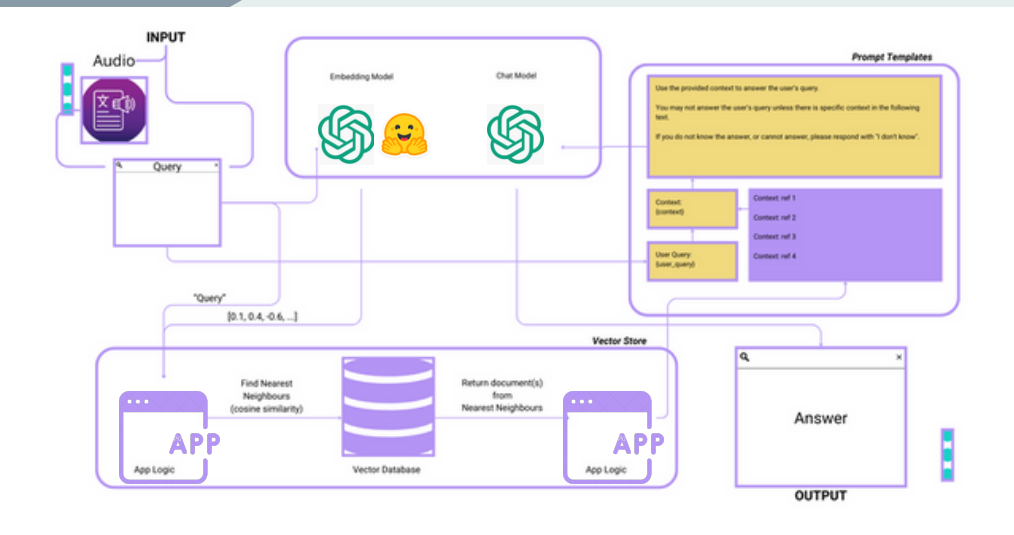 INPUT
Audio
Query
Embedding Model
Chat Model
Prompt Templates
Use the provided context to answer the user's query.
You may not answer the user's query unless there is specific context in the following
text.
If you do not know the answer, or cannot answer, please respond with "I don't know".
Context:
{context}
User Query:
{user_query}
Context: ref 1
Context: ref 2
Context: ref 3
Context: ref 4
"Query"
[0.1, 0.4, -0.6, ...]
Vector Store
APP
App Logic
Find Nearest
Neighbours
(cosine similarity)
Vector Database
Return document(s)
from
Nearest Neighbours
APP
App Logic
Answer
OUTPUT